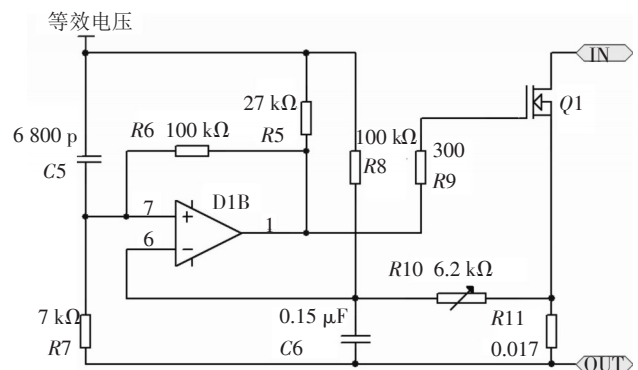 等效电压
IN
27 kΩ
Q1
R6 100 kΩ
R5
100 kΩ
6 800 p
C5
R8
300
R9
D1B
7
+
1
6
−
R10 6.2 kΩ
7 kΩ
R7
0.15 μF
C6
R11
0.017
OUT